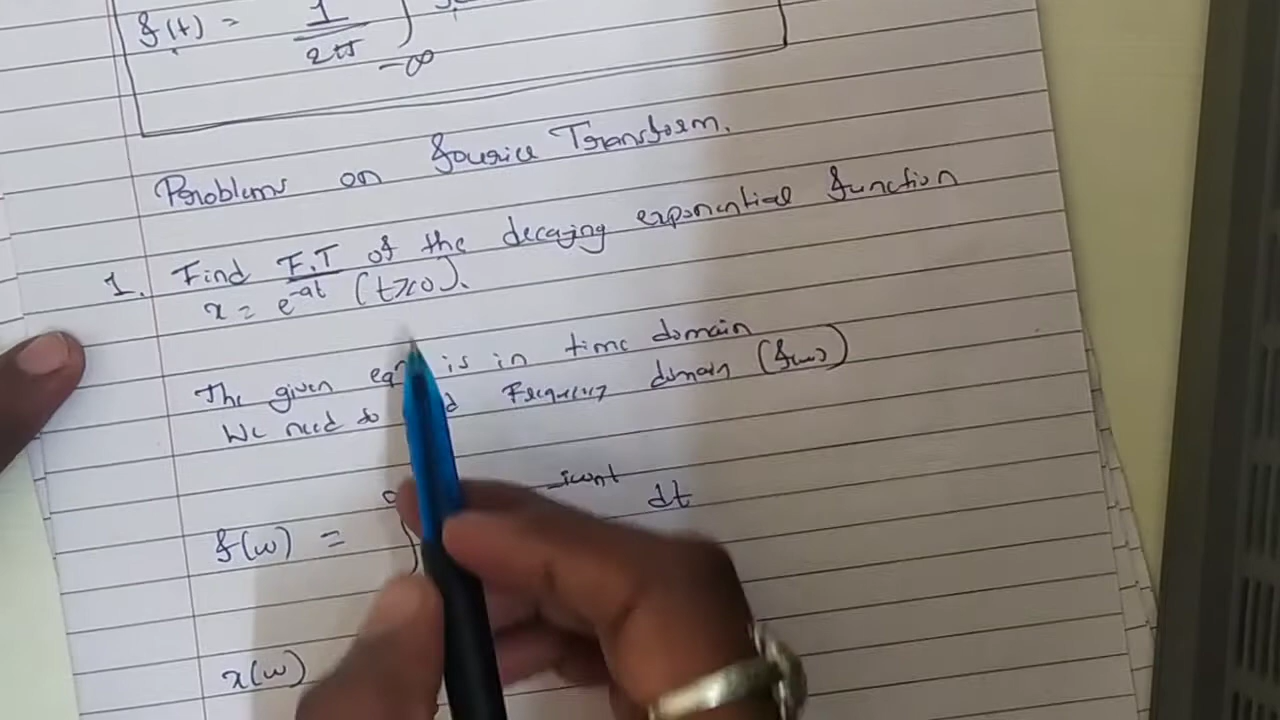 f(t) = 1/2π ∫ -∞
Problems on fourier Transform.
1. Find F.T of the decaying exponential function
x = e^-at (t>0).
The given eqn is in time domain
We need to Frequency domain (f(w))
f(w) = ∫ -iwnt dt
x(w)